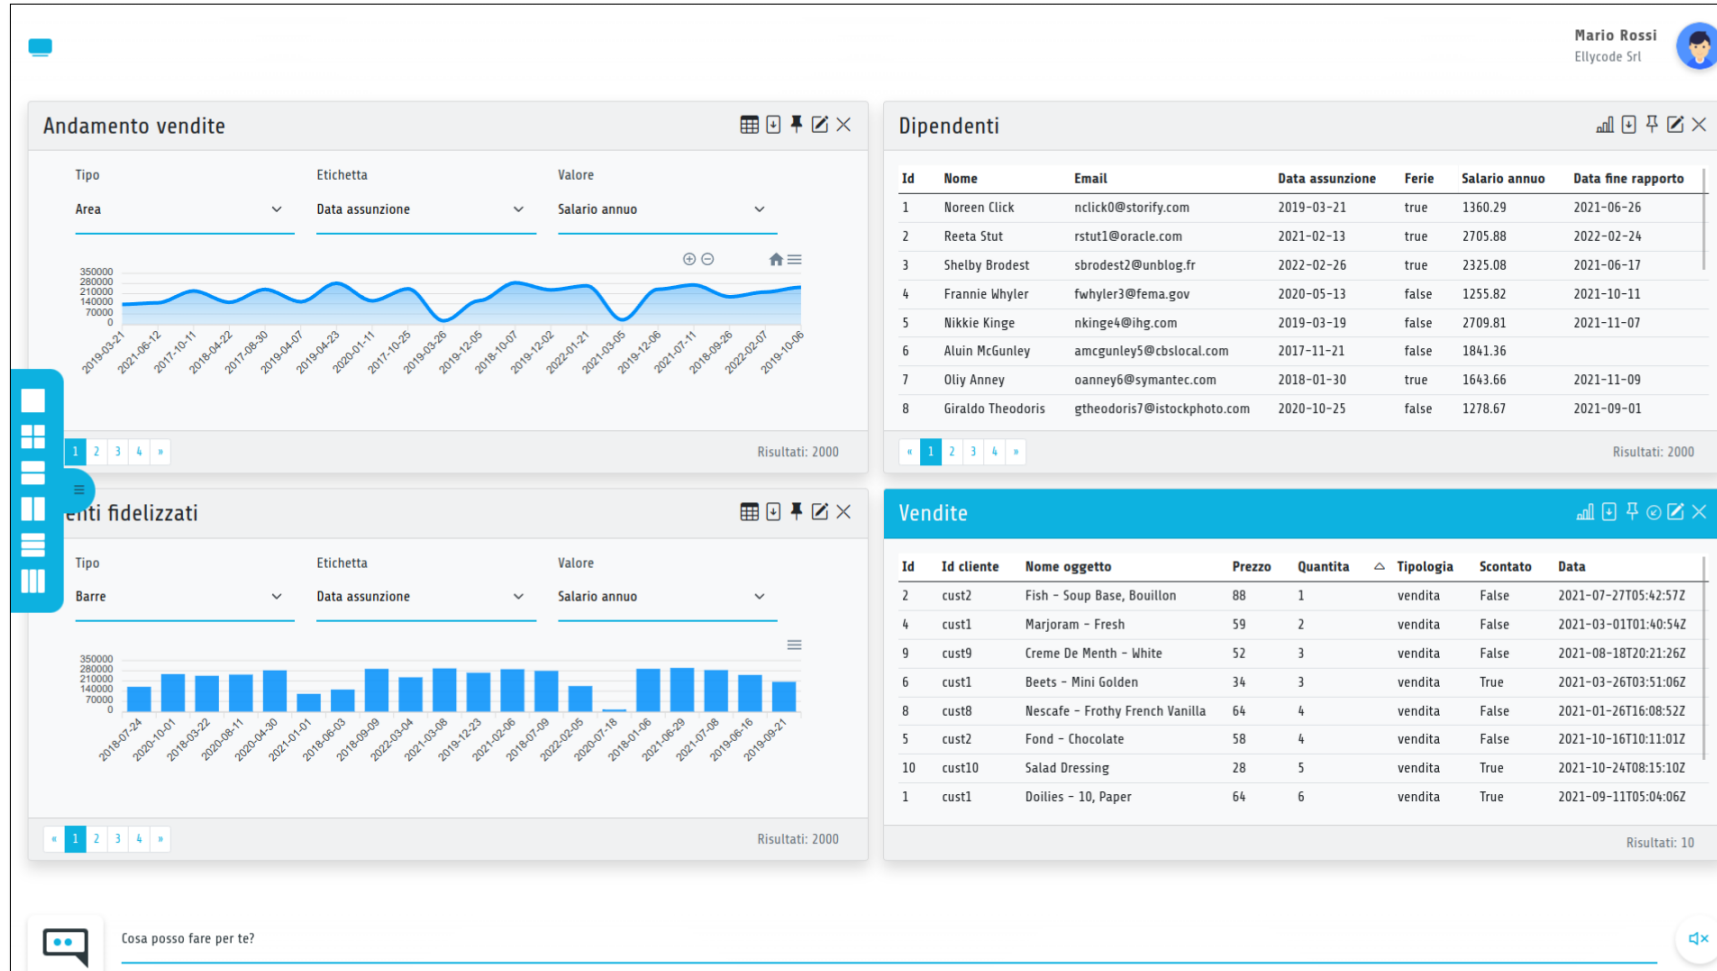 Mario Rossi
Ellycode Srl
Andamento vendite
Tipo Etichetta Valore
Area Data assunzione Salario annuo
350000
280000
210000
140000
70000
0
2019-03-21 2021-06-12 2017-10-11 2018-04-22 2017-08-30 2019-04-07 2019-04-23 2020-01-11 2017-10-25 2019-03-26 2019-12-05 2018-10-07 2019-12-02 2022-01-21 2021-03-05 2019-12-06 2021-07-11 2018-09-26 2022-02-07 2019-10-06
1 2 3 4 » Risultati: 2000
Dipendenti
Id Nome Email Data assunzione Ferie Salario annuo Data fine rapporto
1 Noreen Click nclick0@storify.com 2019-03-21 true 1360.29 2021-06-26
2 Reeta Stut rstut1@oracle.com 2021-02-13 true 2705.88 2022-02-24
3 Shelby Brodest sbrodest2@unblog.fr 2022-02-26 true 2325.08 2021-06-17
4 Frannie Whyler fwhyler3@fema.gov 2020-05-13 false 1255.82 2021-10-11
5 Nikkie Kinge nkinge4@ihg.com 2019-03-19 false 2709.81 2021-11-07
6 Aluin McGunley amcgunley5@cbslocal.com 2017-11-21 false 1841.36
7 Oliy Anney oanney6@symantec.com 2018-01-30 true 1643.66 2021-11-09
8 Giraldo Theodoris gtheodoris7@istockphoto.com 2020-10-25 false 1278.67 2021-09-01
« 1 2 3 4 » Risultati: 2000
enti fidelizzati
Tipo Etichetta Valore
Barre Data assunzione Salario annuo
350000
280000
210000
140000
70000
0
2018-07-24 2020-10-01 2018-03-22 2020-08-11 2020-04-30 2021-01-01 2018-06-03 2018-09-09 2022-03-04 2021-03-08 2019-12-23 2021-02-06 2018-07-09 2022-02-05 2020-07-18 2018-01-06 2021-06-29 2021-07-08 2019-06-16 2019-09-21
« 1 2 3 4 » Risultati: 2000
Vendite
Id Id cliente Nome oggetto Prezzo Quantita Tipologia Scontato Data
2 cust2 Fish - Soup Base, Bouillon 88 1 vendita False 2021-07-27T05:42:57Z
4 cust1 Marjoram - Fresh 59 2 vendita False 2021-03-01T01:40:54Z
9 cust9 Creme De Menth - White 52 3 vendita False 2021-08-18T20:21:26Z
6 cust1 Beets - Mini Golden 34 3 vendita True 2021-03-26T03:51:06Z
8 cust8 Nescafe - Frothy French Vanilla 64 4 vendita False 2021-01-26T16:08:52Z
5 cust2 Fond - Chocolate 58 4 vendita False 2021-10-16T10:11:01Z
10 cust10 Salad Dressing 28 5 vendita True 2021-10-24T08:15:10Z
1 cust1 Doilies - 10, Paper 64 6 vendita True 2021-09-11T05:04:06Z
Risultati: 10
Cosa posso fare per te?